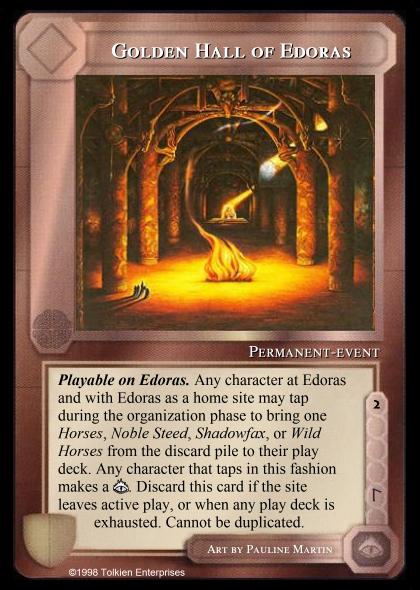 Golden Hall of Edoras
Permanent-event
Playable on Edoras. Any character at Edoras
and with Edoras as a home site may tap
during the organization phase to bring one
Horses, Noble Steed, Shadowfax, or Wild
Horses from the discard pile to their play
deck. Any character that taps in this fashion
makes a . Discard this card if the site
leaves active play, or when any play deck is
exhausted. Cannot be duplicated.
2
Art by Pauline Martin
©1998 Tolkien Enterprises